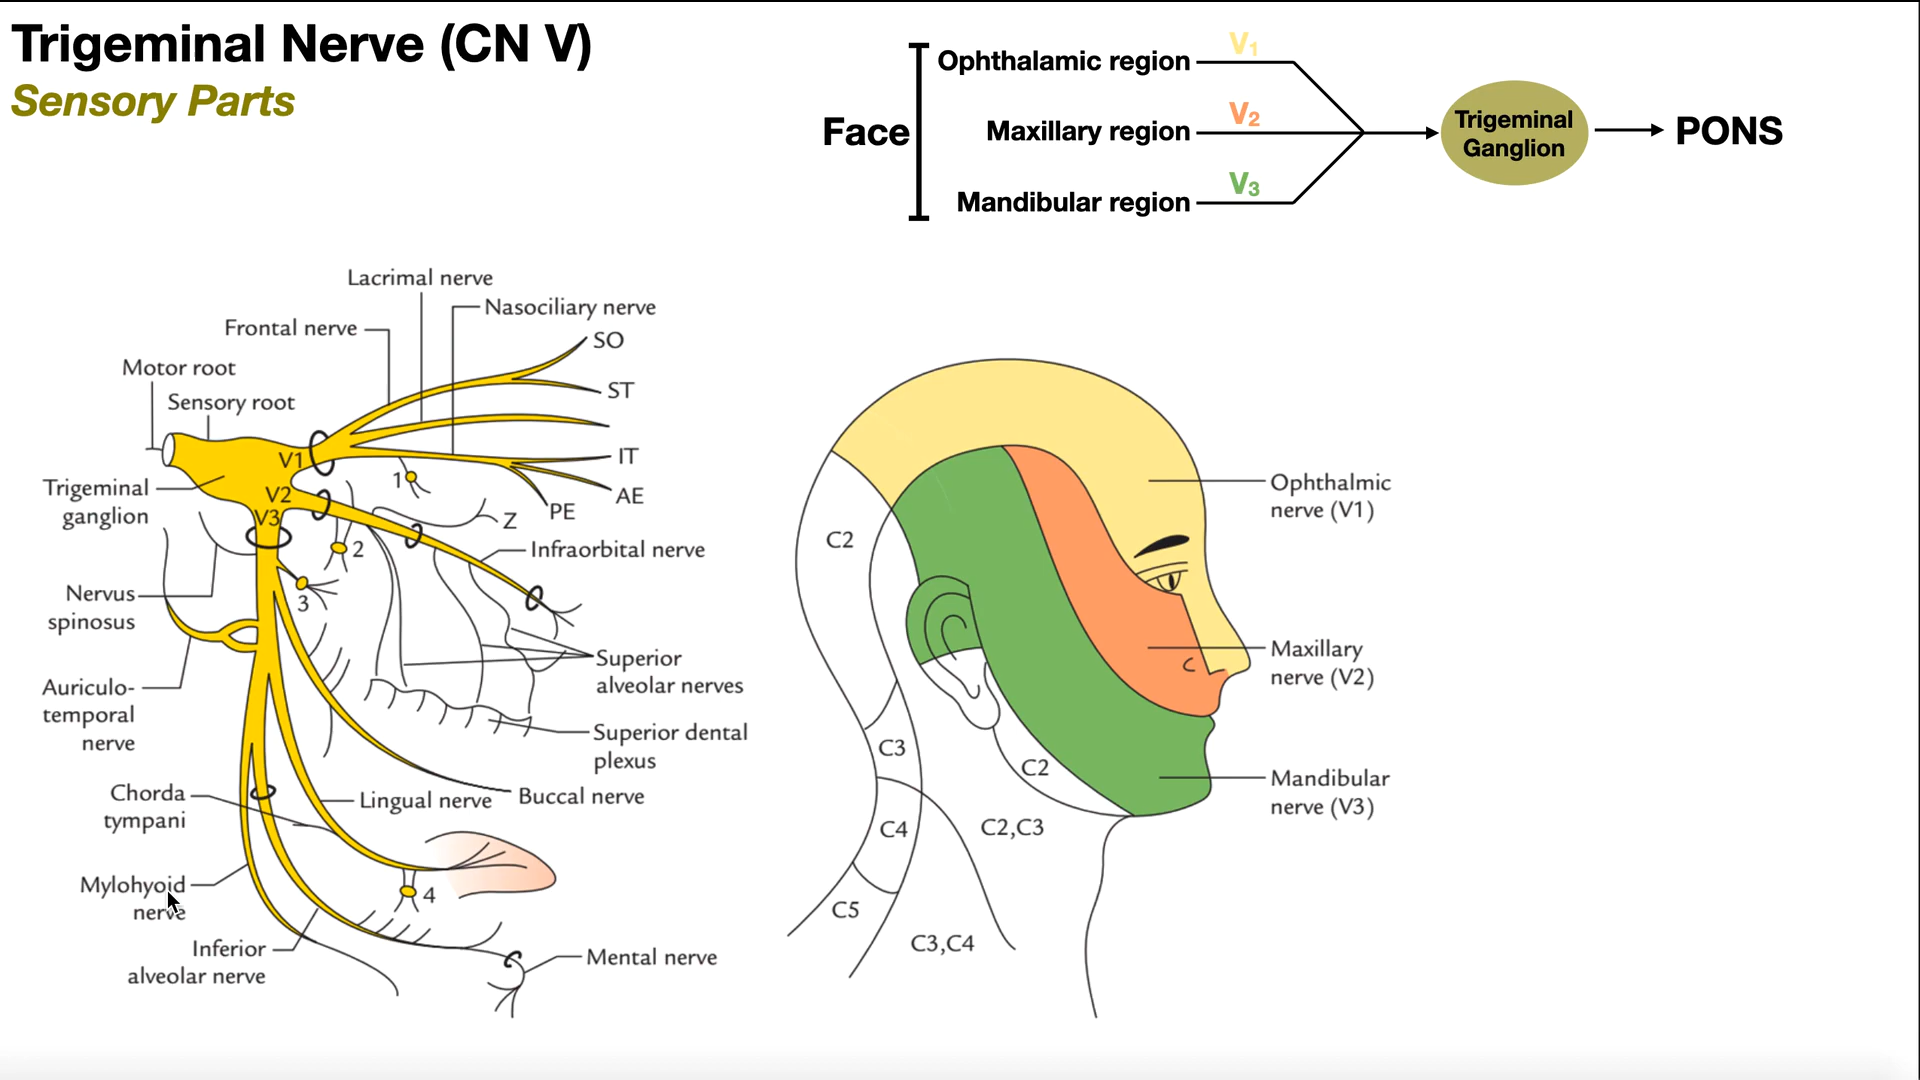 Trigeminal Nerve (CN V)
Sensory Parts
Face
Ophthalamic region
V1
Maxillary region
V2
Mandibular region
V3
Trigeminal
Ganglion
PONS
Lacrimal nerve
Nasociliary nerve
Frontal nerve
SO
Motor root
ST
Sensory root
V1
IT
1
AE
Trigeminal
ganglion
V2
V3
PE
Z
2
Infraorbital nerve
Nervus
spinosus
3
Superior
alveolar nerves
Auriculo-
temporal
nerve
Superior dental
plexus
Chorda
tympani
Lingual nerve
Buccal nerve
Mylohyoid
nerve
4
Inferior
alveolar nerve
Mental nerve
C2
Ophthalmic
nerve (V1)
Maxillary
nerve (V2)
C3
C2
Mandibular
nerve (V3)
C4
C2,C3
C5
C3,C4